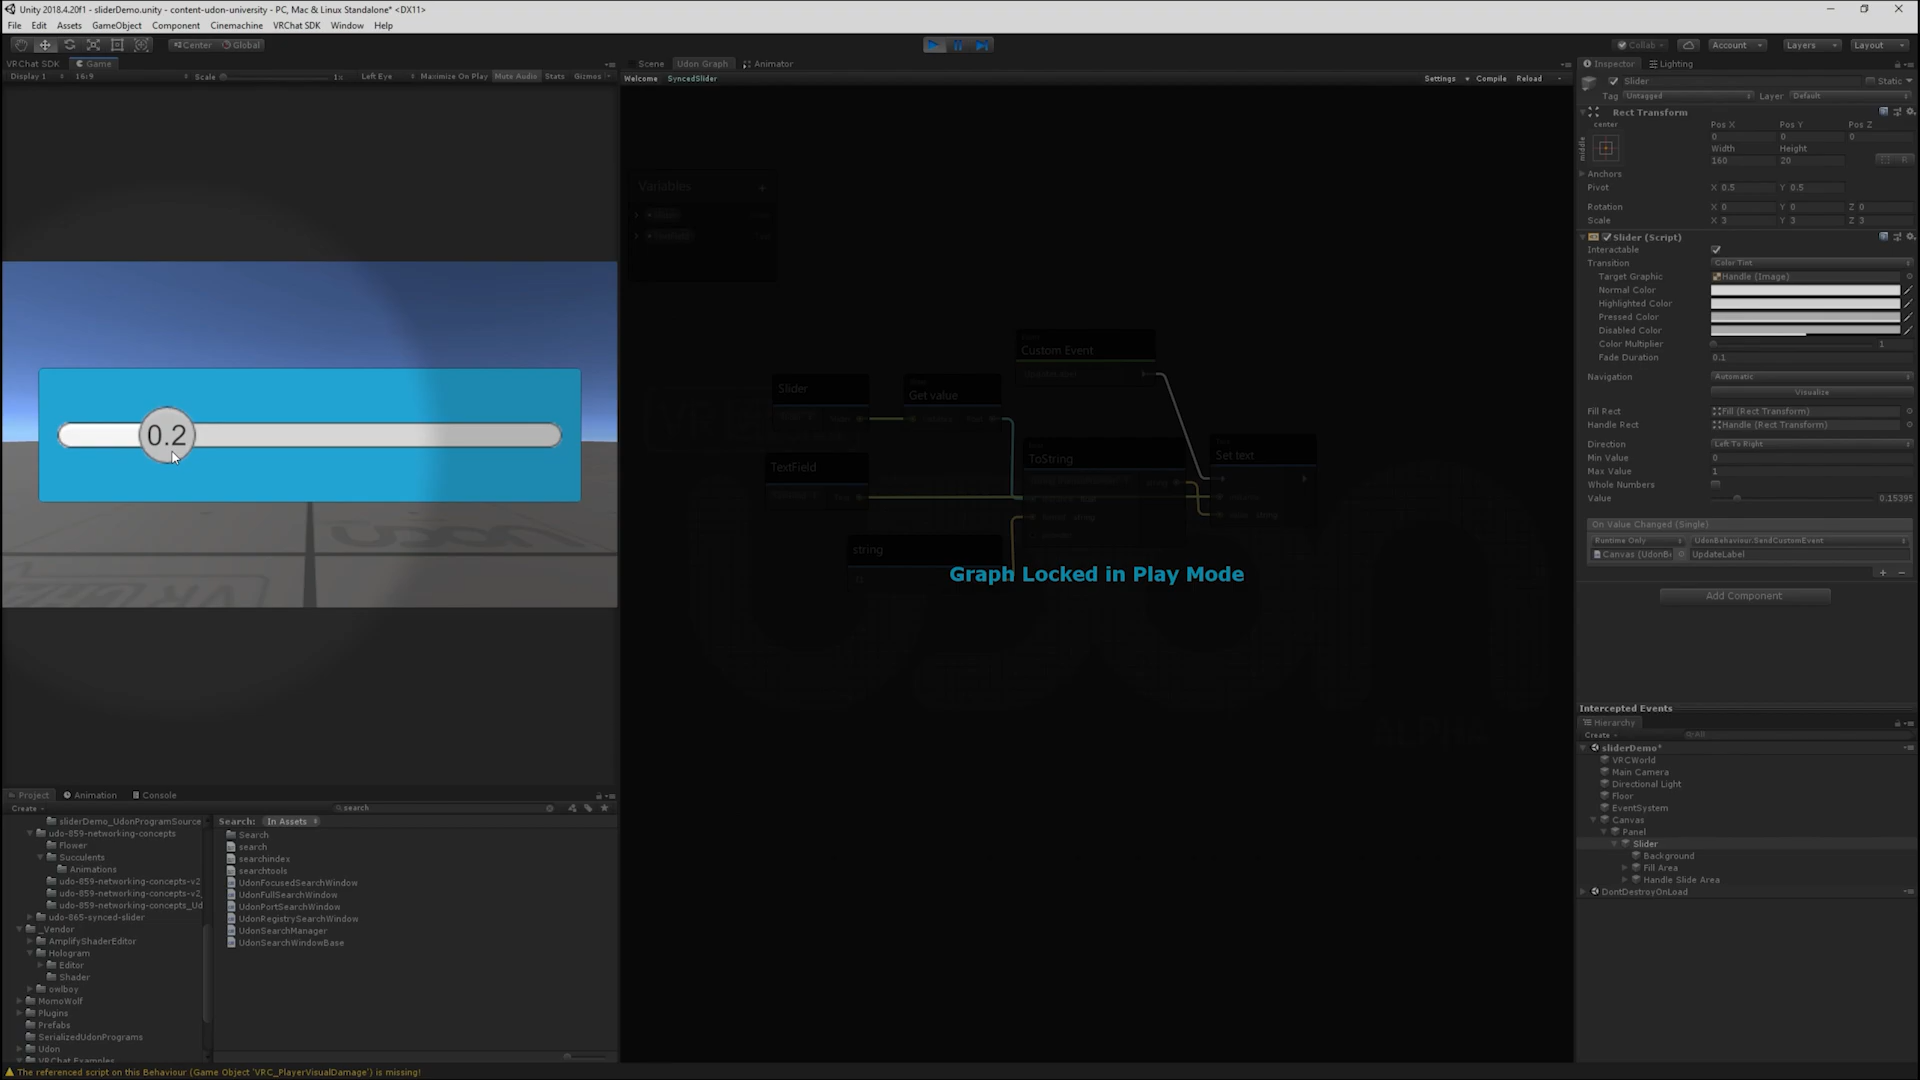 Unity 2018.4.20f1 - sliderDemo.unity - content-udon-university - PC, Mac & Linux Standalone* <DX11>
File Edit Assets GameObject Component Cinemachine VRChat SDK Window Help
Center Global
Collab Account Layers Layout
VRChat SDK Game
Display 1 16:9 Scale 1x Left Eye Maximize On Play Mute Audio Stats Gizmos
0.2
Scene Udon Graph Animator
Welcome SyncedSlider Settings Compile Reload
Variables +
Custom Event
Slider
Get value
TextField
ToString
Set text
string
Graph Locked in Play Mode
Inspector Lighting
Slider Static
Tag Untagged Layer Default
Rect Transform
center Pos X Pos Y Pos Z
middle 0 0 0
Width Height
160 20 R
Anchors
Pivot X 0.5 Y 0.5
Rotation X 0 Y 0 Z 0
Scale X 3 Y 3 Z 3
Slider (Script)
Interactable
Transition Color Tint
Target Graphic Handle (Image)
Normal Color
Highlighted Color
Pressed Color
Disabled Color
Color Multiplier 1
Fade Duration 0.1
Navigation Automatic
Visualize
Fill Rect Fill (Rect Transform)
Handle Rect Handle (Rect Transform)
Direction Left To Right
Min Value 0
Max Value 1
Whole Numbers
Value 0.15395
On Value Changed (Single)
Runtime Only UdonBehaviour.SendCustomEvent
Canvas (UdonB UpdateLabel
+ −
Add Component
Intercepted Events
Hierarchy
Create All
sliderDemo*
VRCWorld
Main Camera
Directional Light
Floor
EventSystem
Canvas
Panel
Slider
Background
Fill Area
Handle Slide Area
DontDestroyOnLoad
Project Animation Console
Create search
sliderDemo_UdonProgramSource
udo-859-networking-concepts
Flower
Succulents
Animations
udo-859-networking-concepts-v2
udo-859-networking-concepts-v2_
udo-859-networking-concepts_Ud
udo-865-synced-slider
_Vendor
AmplifyShaderEditor
Hologram
Editor
Shader
owlboy
MomoWolf
Plugins
Prefabs
SerializedUdonPrograms
Udon
VRChat Examples
Search: In Assets
Search
search
searchindex
searchtools
UdonFocusedSearchWindow
UdonFullSearchWindow
UdonPortSearchWindow
UdonRegistrySearchWindow
UdonSearchManager
UdonSearchWindowBase
The referenced script on this Behaviour (Game Object 'VRC_PlayerVisualDamage') is missing!